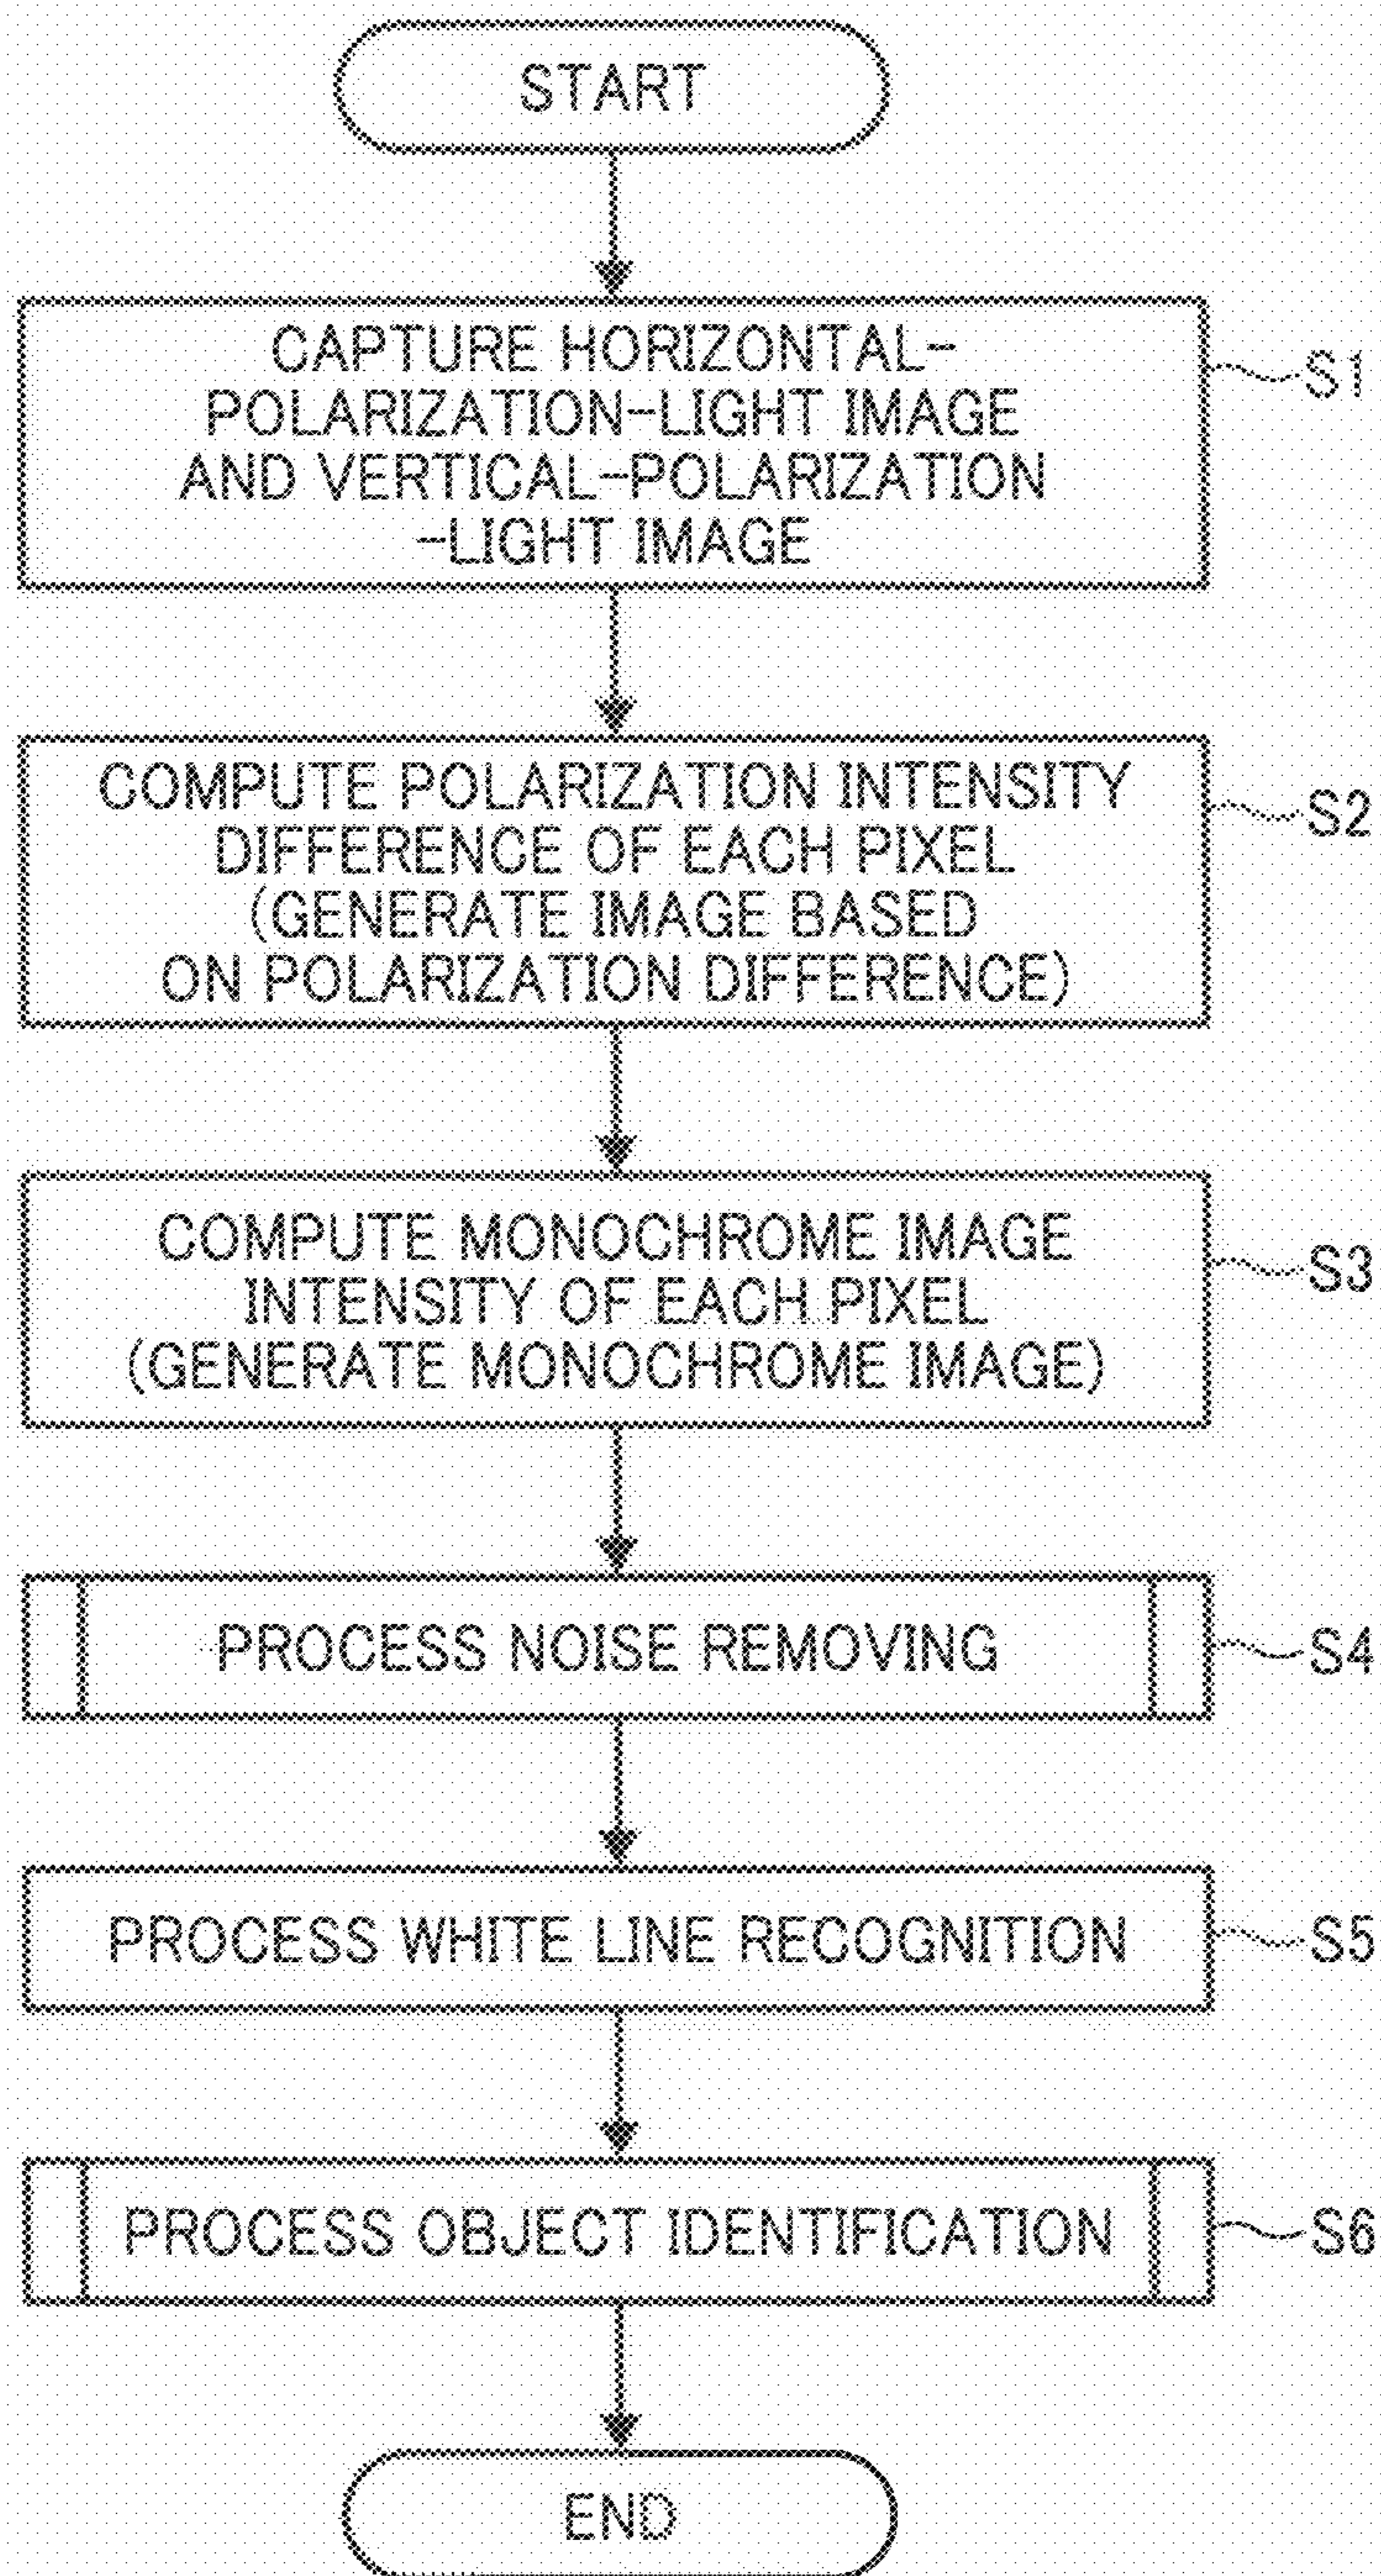 START
CAPTURE HORIZONTAL-
POLARIZATION-LIGHT IMAGE
AND VERTICAL-POLARIZATION
-LIGHT IMAGE
S1
COMPUTE POLARIZATION INTENSITY
DIFFERENCE OF EACH PIXEL
(GENERATE IMAGE BASED
ON POLARIZATION DIFFERENCE)
S2
COMPUTE MONOCHROME IMAGE
INTENSITY OF EACH PIXEL
(GENERATE MONOCHROME IMAGE)
S3
PROCESS NOISE REMOVING
S4
PROCESS WHITE LINE RECOGNITION
S5
PROCESS OBJECT IDENTIFICATION
S6
END